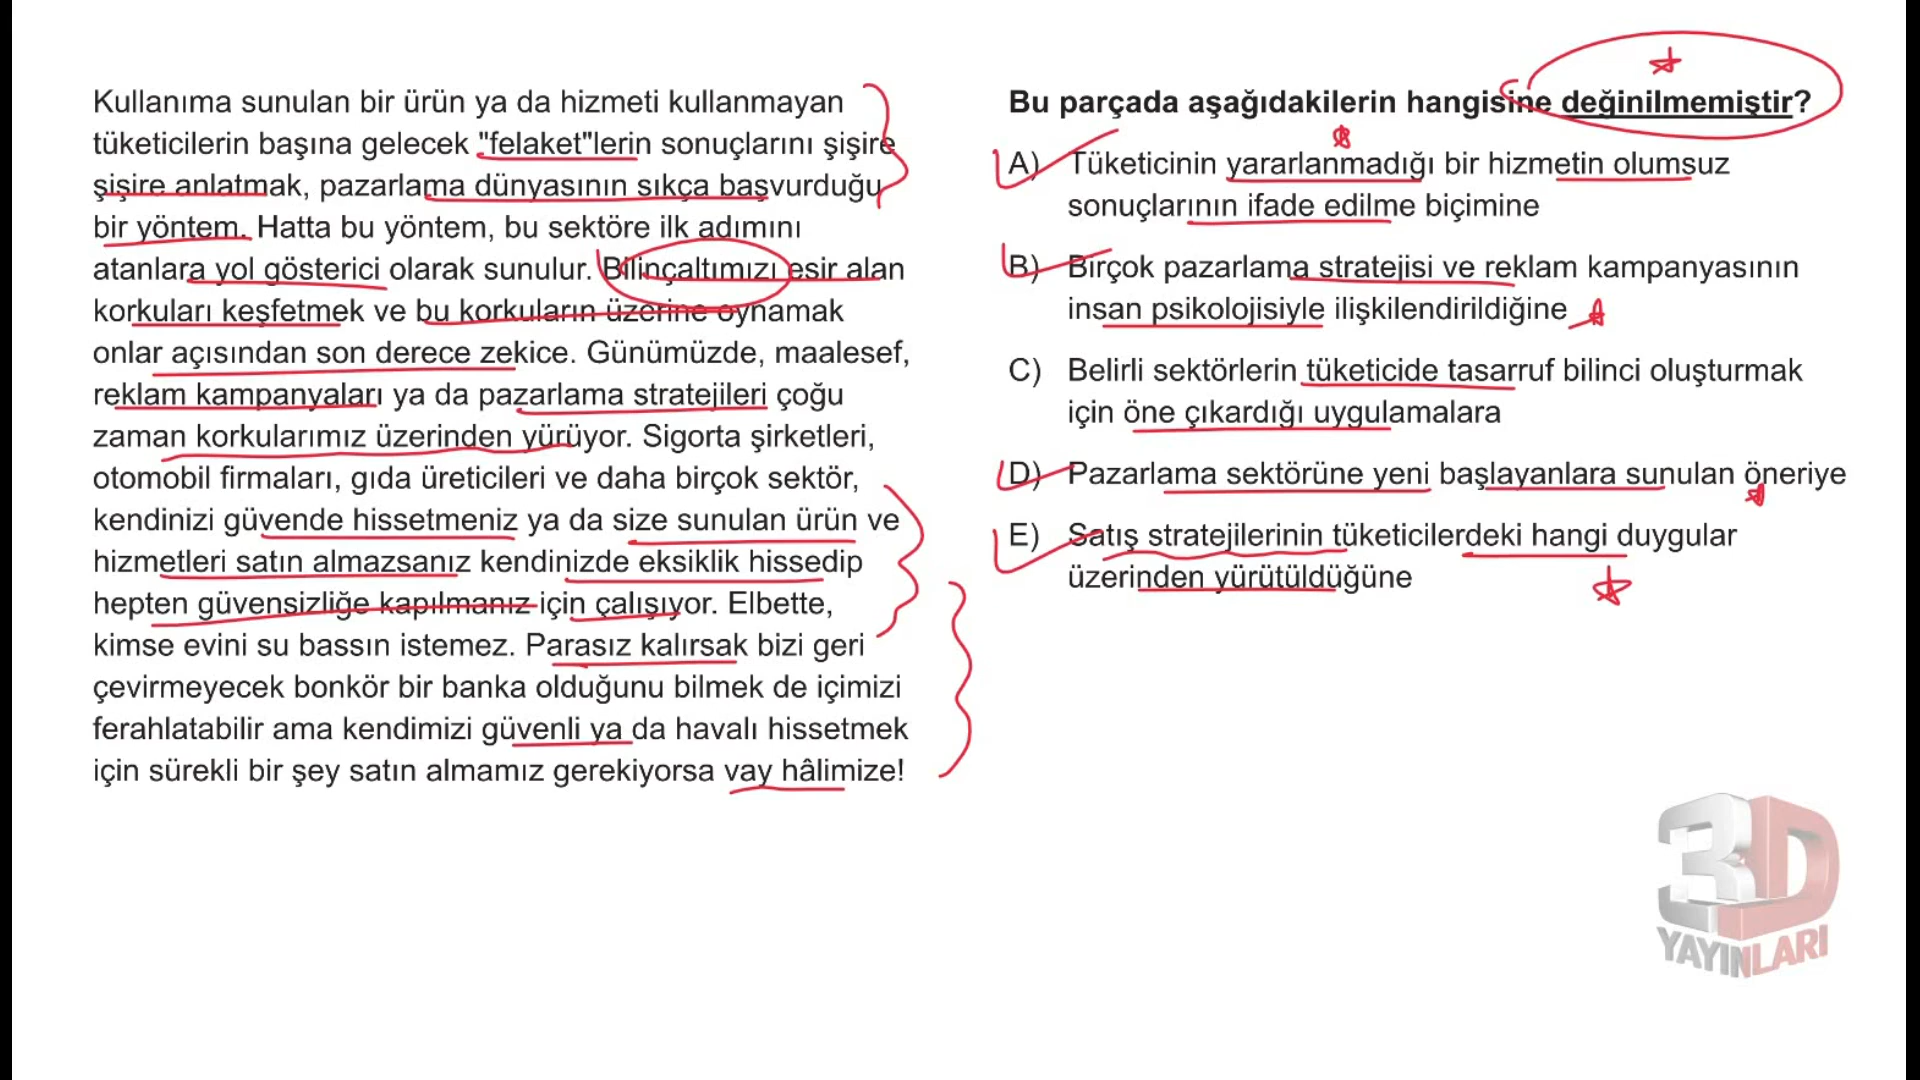 Kullanıma sunulan bir ürün ya da hizmeti kullanmayan
tüketicilerin başına gelecek "felaket"lerin sonuçlarını şişire
şişire anlatmak, pazarlama dünyasının sıkça başvurduğu
bir yöntem. Hatta bu yöntem, bu sektöre ilk adımını
atanlara yol gösterici olarak sunulur. Bilinçaltımızı esir alan
korkuları keşfetmek ve bu korkuların üzerine oynamak
onlar açısından son derece zekice. Günümüzde, maalesef,
reklam kampanyaları ya da pazarlama stratejileri çoğu
zaman korkularımız üzerinden yürüyor. Sigorta şirketleri,
otomobil firmaları, gıda üreticileri ve daha birçok sektör,
kendinizi güvende hissetmeniz ya da size sunulan ürün ve
hizmetleri satın almazsanız kendinizde eksiklik hissedip
hepten güvensizliğe kapılmanız için çalışıyor. Elbette,
kimse evini su bassın istemez. Parasız kalırsak bizi geri
çevirmeyecek bonkör bir banka olduğunu bilmek de içimizi
ferahlatabilir ama kendimizi güvenli ya da havalı hissetmek
için sürekli bir şey satın almamız gerekiyorsa vay hâlimize!
Bu parçada aşağıdakilerin hangisine değinilmemiştir?
A) Tüketicinin yararlanmadığı bir hizmetin olumsuz
sonuçlarının ifade edilme biçimine
B) Birçok pazarlama stratejisi ve reklam kampanyasının
insan psikolojisiyle ilişkilendirildiğine
C) Belirli sektörlerin tüketicide tasarruf bilinci oluşturmak
için öne çıkardığı uygulamalara
D) Pazarlama sektörüne yeni başlayanlara sunulan öneriye
E) Satış stratejilerinin tüketicilerdeki hangi duygular
üzerinden yürütüldüğüne
3D
YAYINLARI